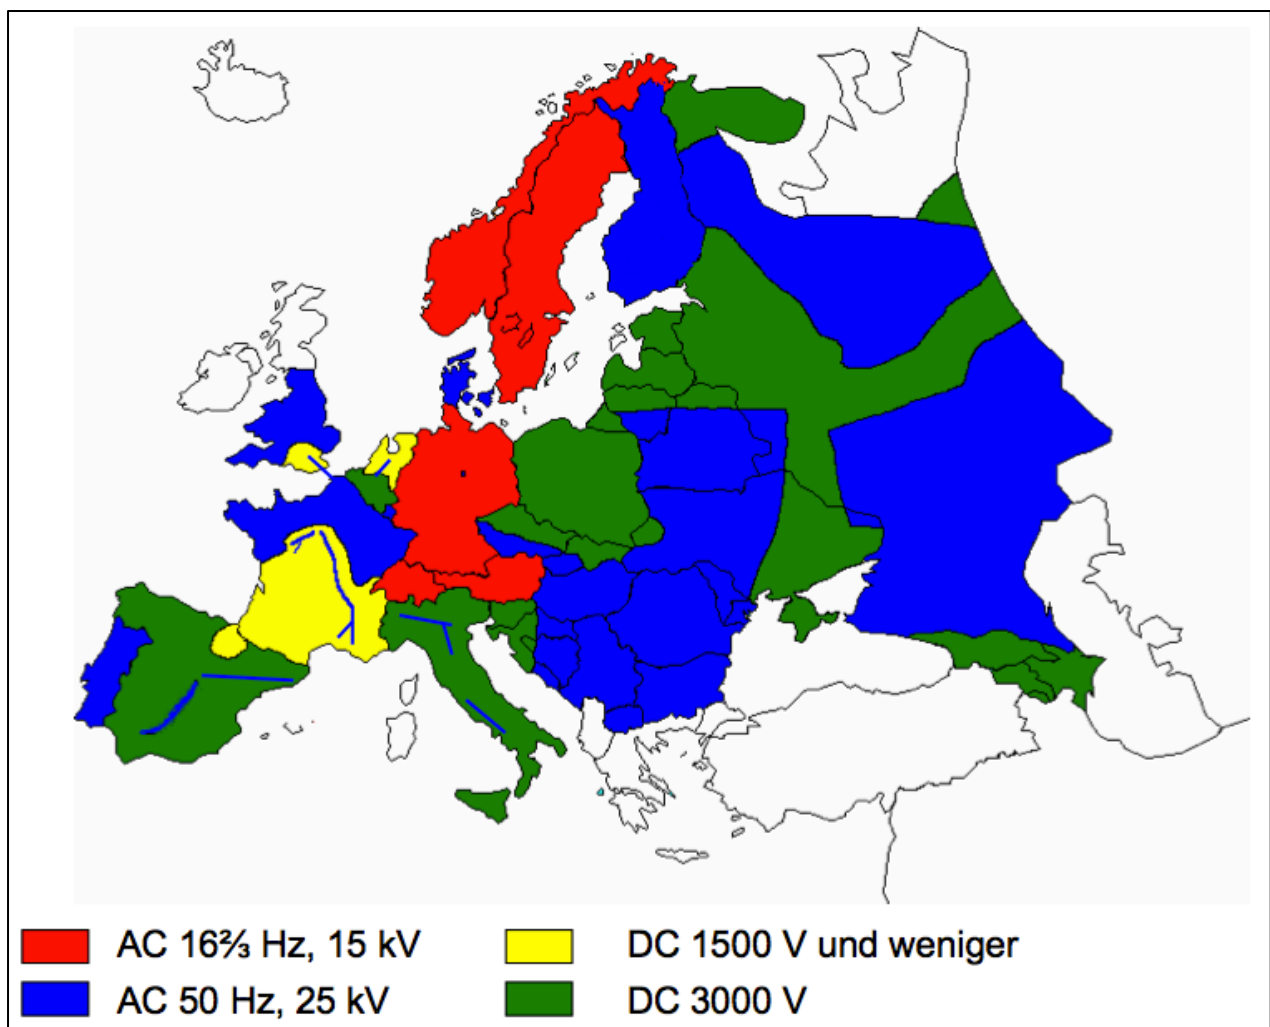 AC 16⅔ Hz, 15 kV
DC 1500 V und weniger
AC 50 Hz, 25 kV
DC 3000 V